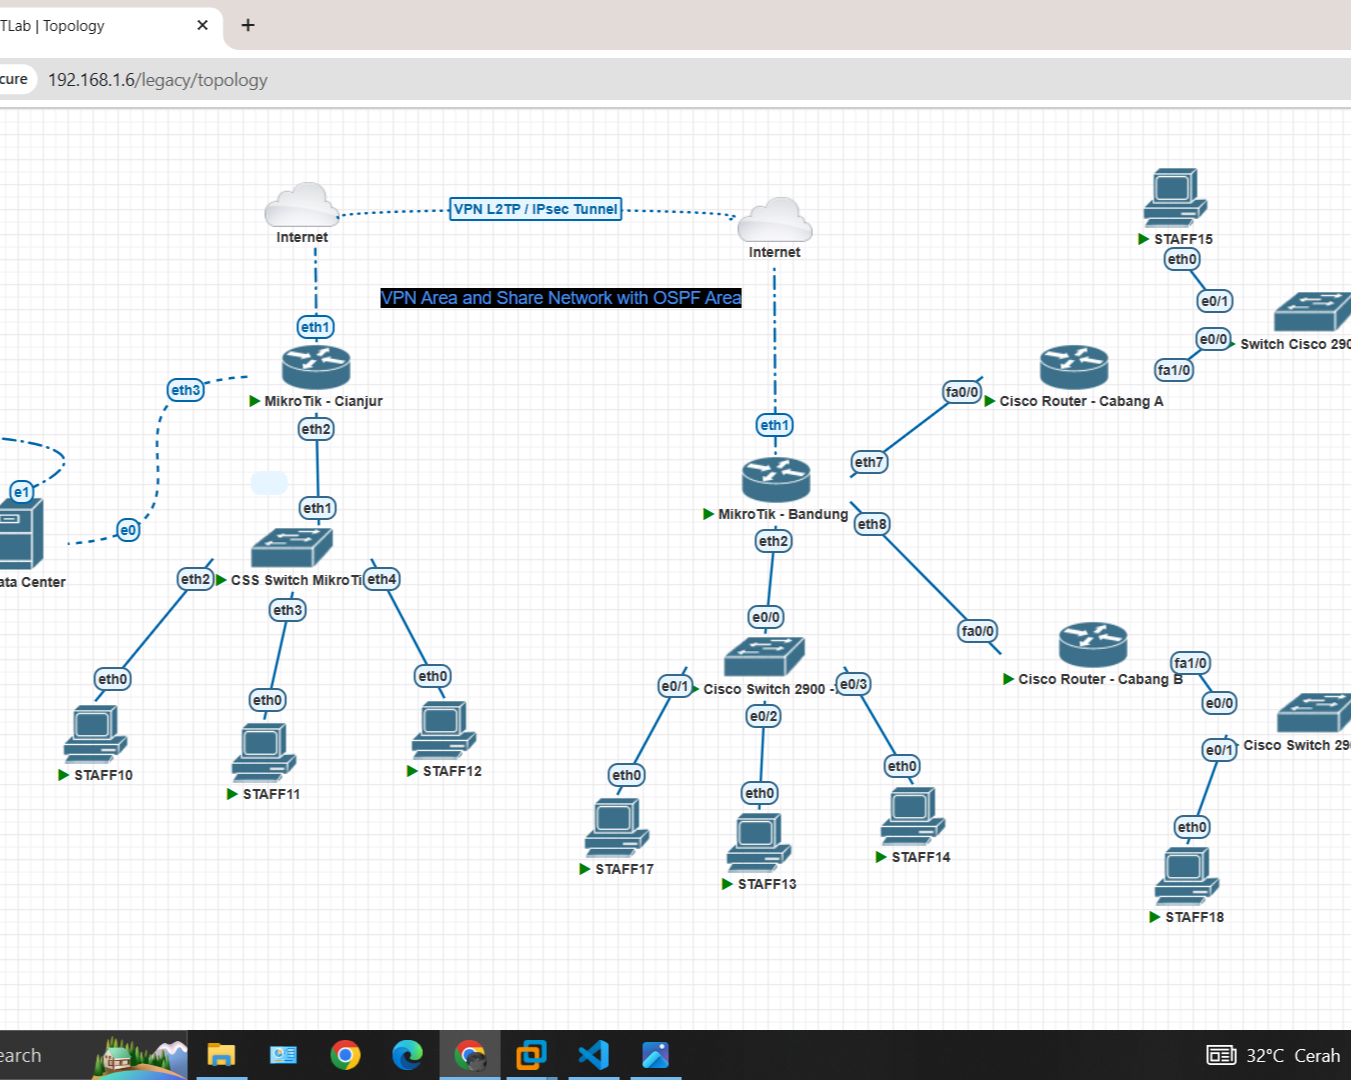 TLab | Topology
cure
192.168.1.6/legacy/topology
VPN L2TP / IPsec Tunnel
Internet
Internet
VPN Area and Share Network with OSPF Area
STAFF15
eth0
e0/1
e0/0
Switch Cisco 290
fa1/0
eth1
eth3
MikroTik - Cianjur
eth2
fa0/0
Cisco Router - Cabang A
eth1
eth7
e1
eth1
MikroTik - Bandung
eth8
e0
eth2
ata Center
eth2
CSS Switch MikroTi
eth4
eth3
e0/0
fa0/0
eth0
eth0
eth0
e0/1
Cisco Switch 2900 -
e0/3
e0/2
Cisco Router - Cabang B
fa1/0
e0/0
e0/1
Cisco Switch 29
STAFF10
STAFF11
STAFF12
eth0
eth0
eth0
eth0
STAFF17
STAFF13
STAFF14
STAFF18
earch
32°C Cerah